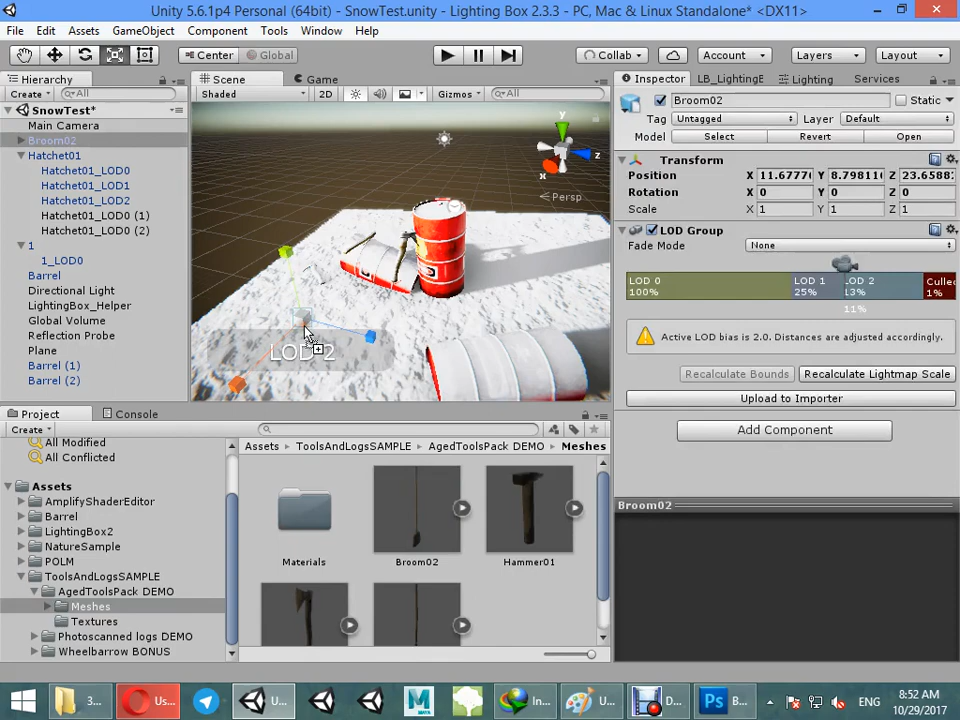 Unity 5.6.1p4 Personal (64bit) - SnowTest.unity - Lighting Box 2.3.3 - PC, Mac & Linux Standalone* <DX11>
File Edit Assets GameObject Component Tools Window Help
Center Global Collab Account Layers Layout
Hierarchy
Create All
SnowTest*
Main Camera
Broom02
Hatchet01
Hatchet01_LOD0
Hatchet01_LOD1
Hatchet01_LOD2
Hatchet01_LOD0 (1)
Hatchet01_LOD0 (2)
1
1_LOD0
Barrel
Directional Light
LightingBox_Helper
Global Volume
Reflection Probe
Plane
Barrel (1)
Barrel (2)
Scene Game
Shaded 2D Gizmos All
y
z
x
Persp
LOD 2
Inspector LB_LightingE Lighting Services
Broom02 Static
Tag Untagged Layer Default
Model Select Revert Open
Transform
Position X 11.6777 Y 8.79811 Z 23.6588
Rotation X 0 Y 0 Z 0
Scale X 1 Y 1 Z 1
LOD Group
Fade Mode None
LOD 0 LOD 1 LOD 2 Culle
100% 25% 13% 1%
11%
Active LOD bias is 2.0. Distances are adjusted accordingly.
Recalculate Bounds Recalculate Lightmap Scale
Upload to Importer
Add Component
Broom02
Project Console
Create
All Modified
All Conflicted
Assets
AmplifyShaderEditor
Barrel
LightingBox2
NatureSample
POLM
ToolsAndLogsSAMPLE
AgedToolsPack DEMO
Meshes
Textures
Photoscanned logs DEMO
Wheelbarrow BONUS
Assets ToolsAndLogsSAMPLE AgedToolsPack DEMO Meshes
Materials Broom02 Hammer01
3... Us... U... In... U... D... B...
ENG
8:52 AM
10/29/2017